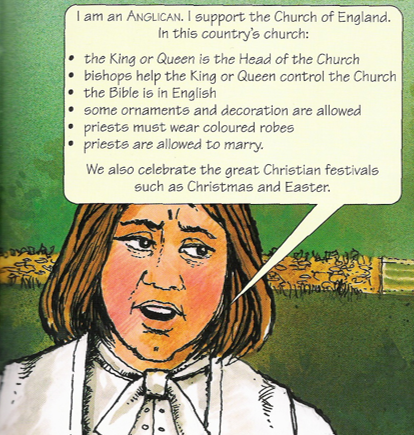 I am an ANGLICAN. I support the Church of England.
In this country's church:
• the King or Queen is the Head of the Church
• bishops help the King or Queen control the Church
• the Bible is in English
• some ornaments and decoration are allowed
• priests must wear coloured robes
• priests are allowed to marry.
We also celebrate the great Christian festivals
such as Christmas and Easter.